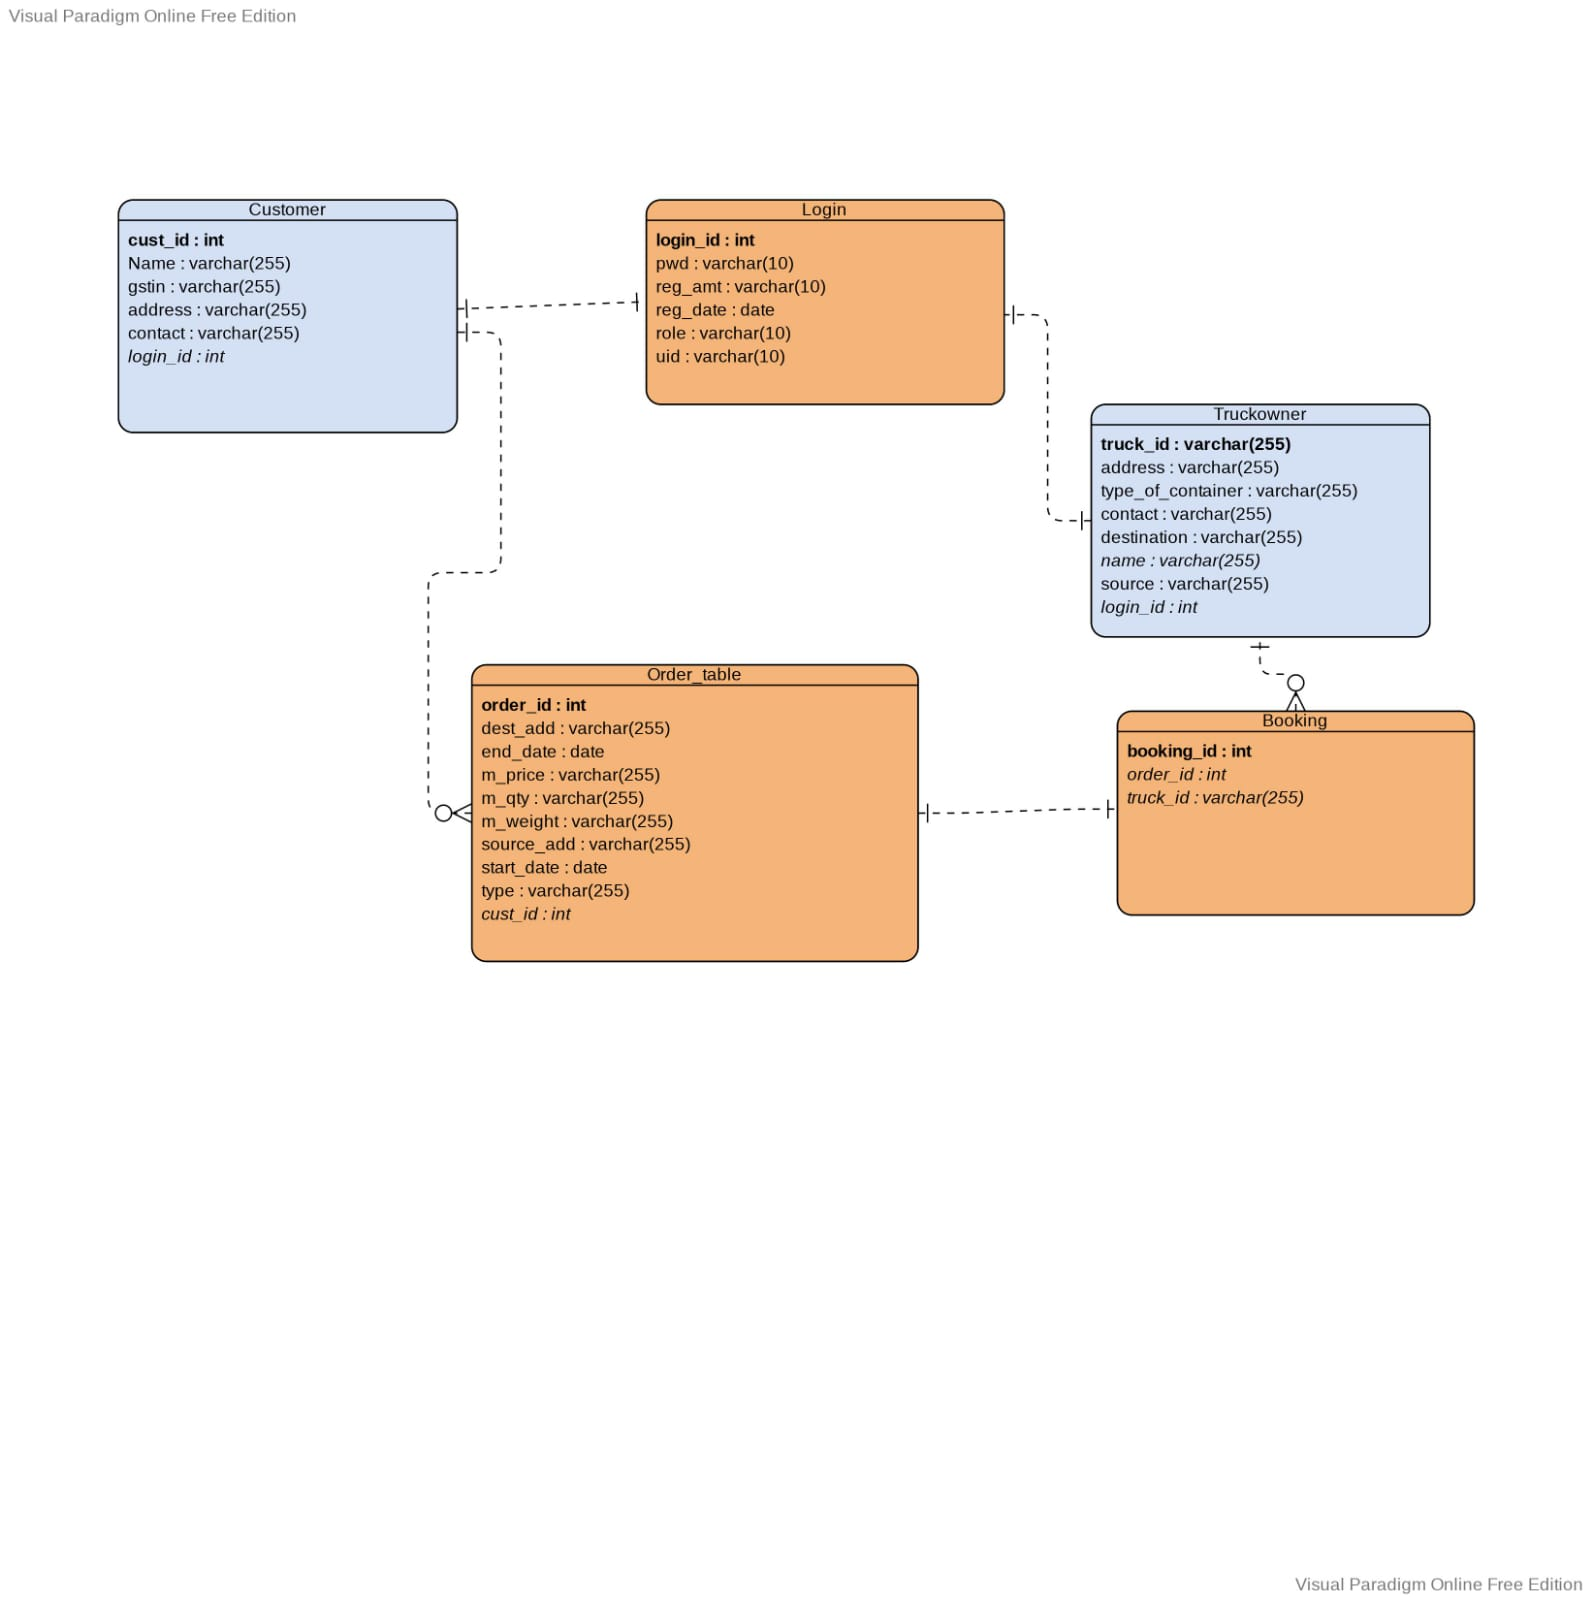 Visual Paradigm Online Free Edition
Customer
cust_id : int
Name : varchar(255)
gstin : varchar(255)
address : varchar(255)
contact : varchar(255)
login_id : int
Login
login_id : int
pwd : varchar(10)
reg_amt : varchar(10)
reg_date : date
role : varchar(10)
uid : varchar(10)
Truckowner
truck_id : varchar(255)
address : varchar(255)
type_of_container : varchar(255)
contact : varchar(255)
destination : varchar(255)
name : varchar(255)
source : varchar(255)
login_id : int
Order_table
order_id : int
dest_add : varchar(255)
end_date : date
m_price : varchar(255)
m_qty : varchar(255)
m_weight : varchar(255)
source_add : varchar(255)
start_date : date
type : varchar(255)
cust_id : int
Booking
booking_id : int
order_id : int
truck_id : varchar(255)
Visual Paradigm Online Free Edition